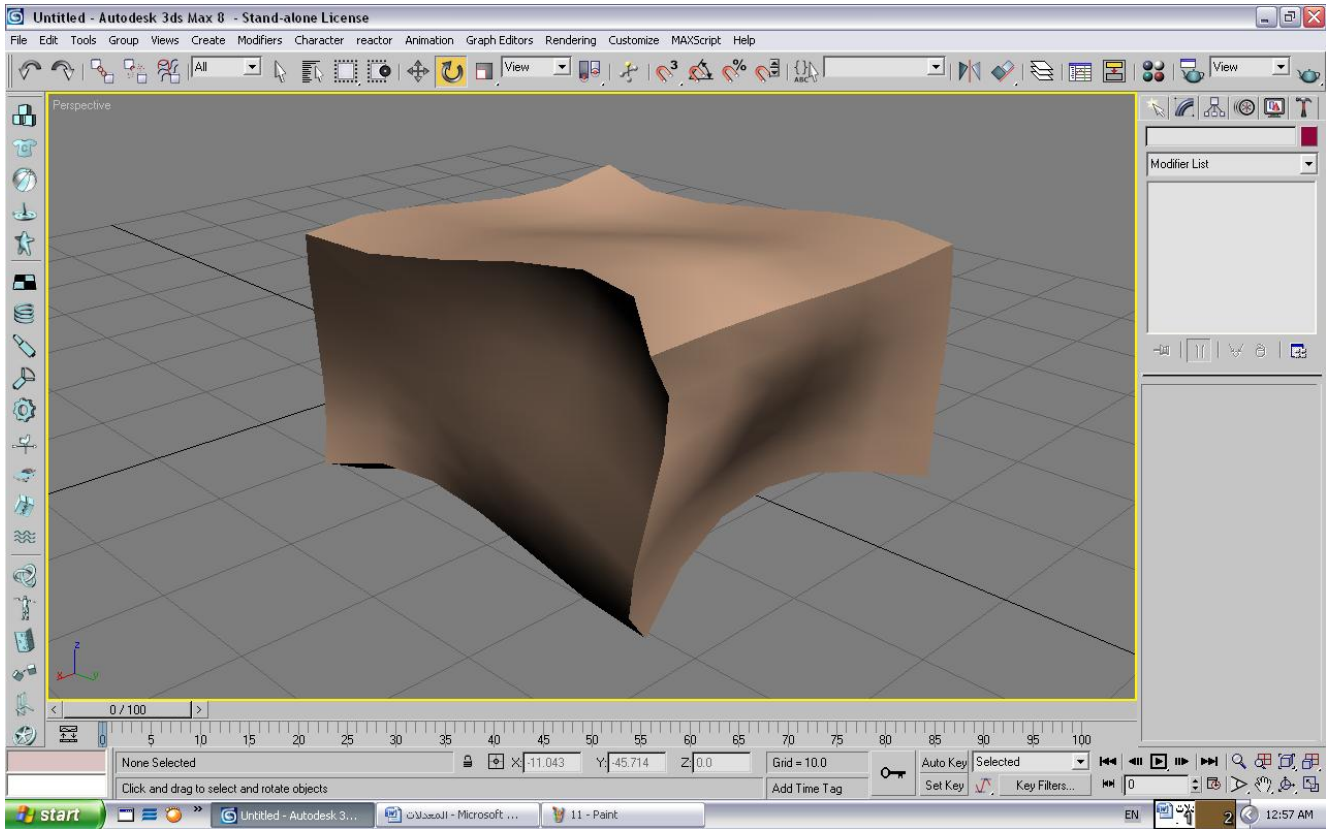 Untitled - Autodesk 3ds Max 8 - Stand-alone License
File Edit Tools Group Views Create Modifiers Character reactor Animation Graph Editors Rendering Customize MAXScript Help
All View 3 % ABC View
Perspective
Modifier List
z
x y
0 / 100
0 5 10 15 20 25 30 35 40 45 50 55 60 65 70 75 80 85 90 95 100
None Selected X: -11.043 Y: -45.714 Z: 0.0 Grid = 10.0 Auto Key Selected
Click and drag to select and rotate objects Add Time Tag Set Key Key Filters... 0
start Untitled - Autodesk 3... المعدلات - Microsoft ... 11 - Paint EN 2 12:57 AM